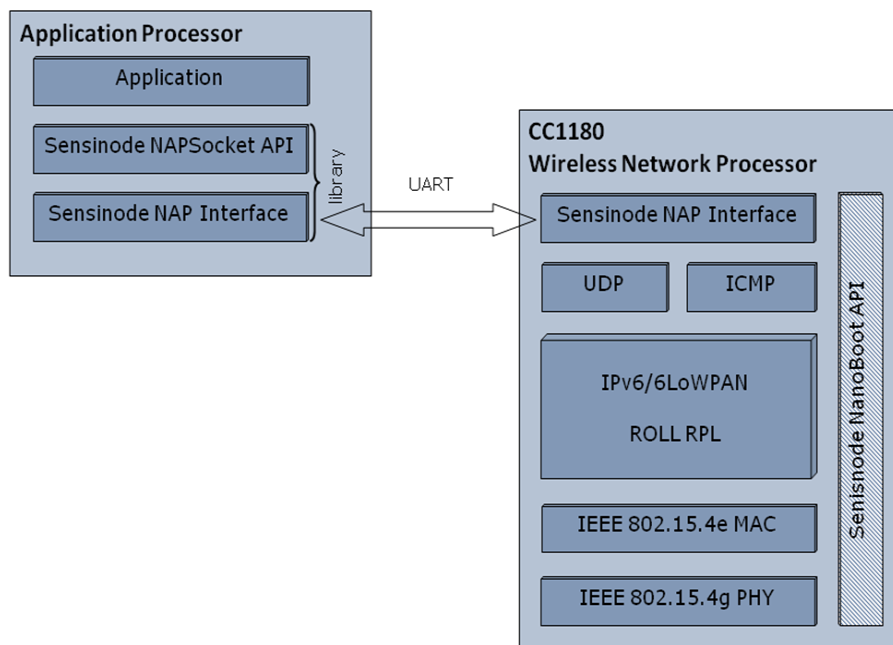 Application Processor
Application
Sensinode NAPSocket API
Sensinode NAP Interface
library
UART
CC1180
Wireless Network Processor
Sensinode NAP Interface
UDP
ICMP
IPv6/6LoWPAN
ROLL RPL
IEEE 802.15.4e MAC
IEEE 802.15.4g PHY
Senisnode NanoBoot API